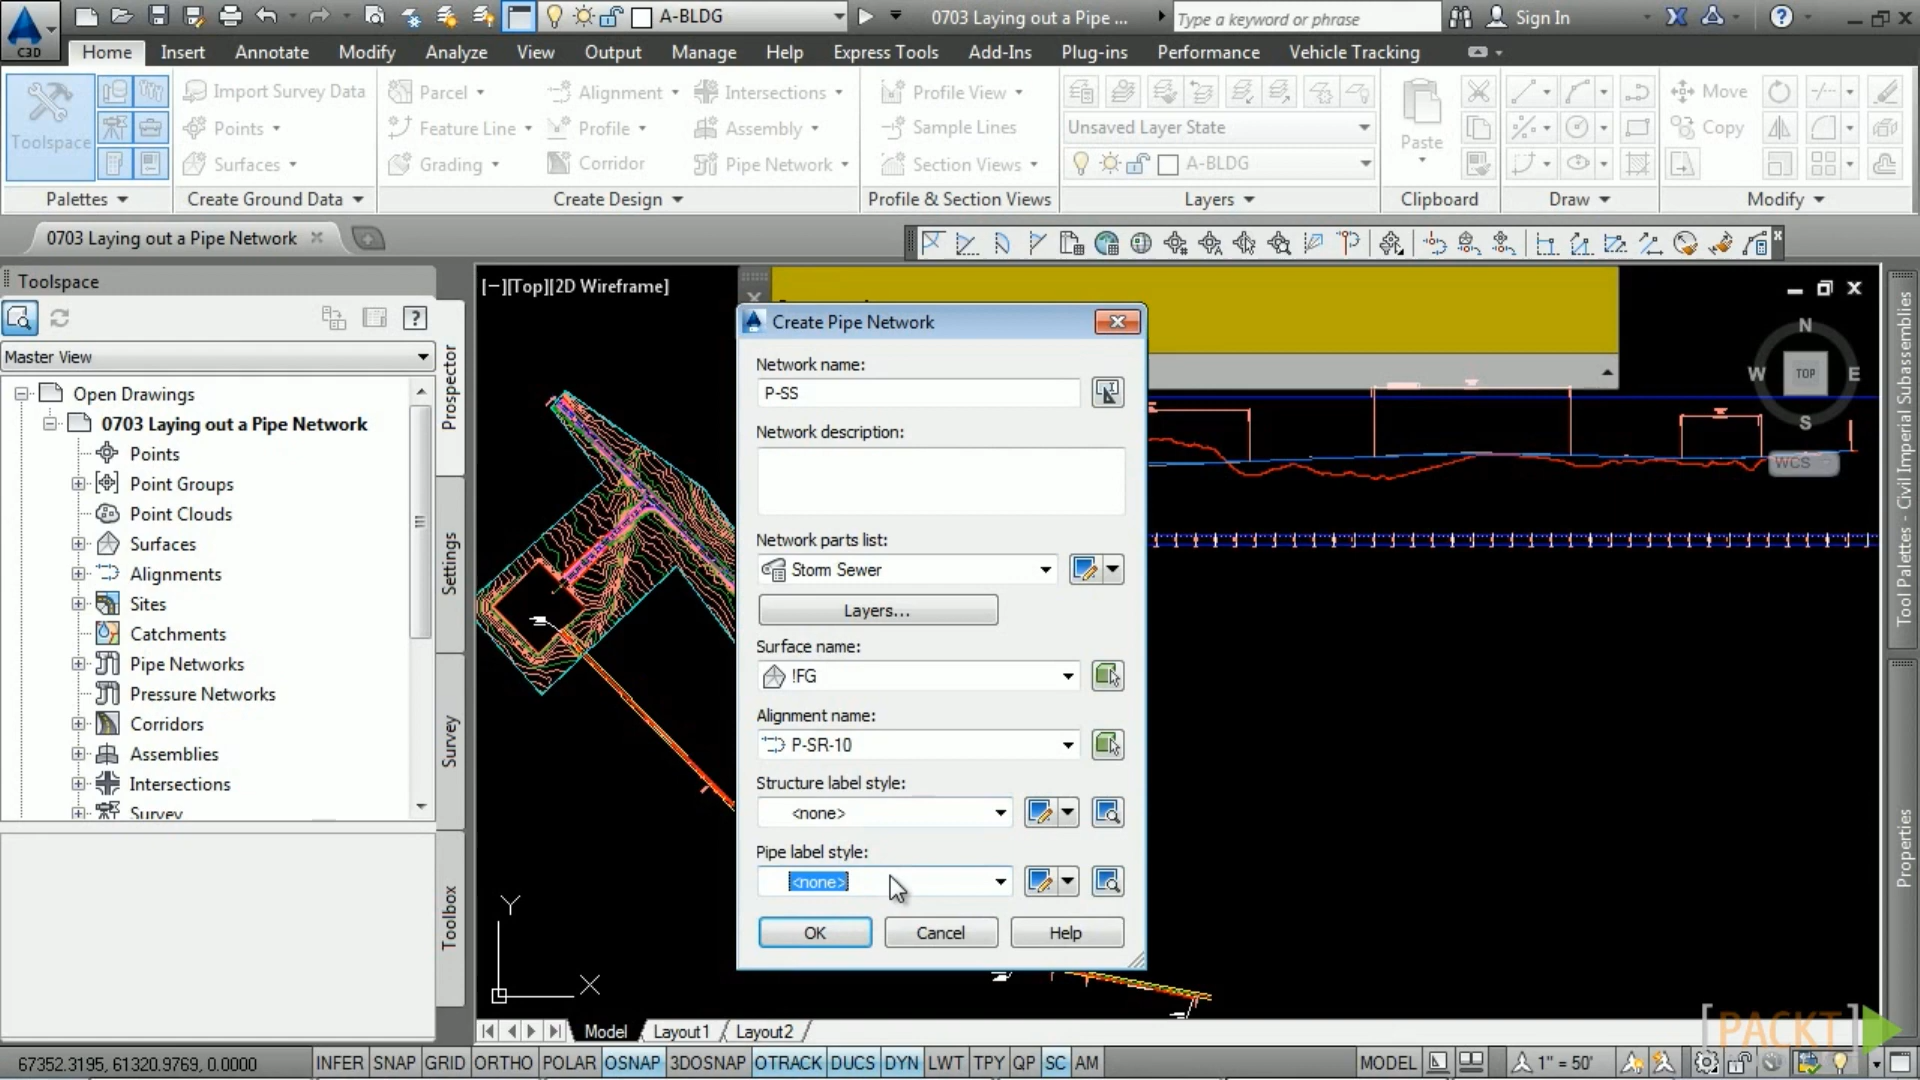 A-BLDG
0703 Laying out a Pipe ...
Type a keyword or phrase
Sign In
C3D
Home Insert Annotate Modify Analyze View Output Manage Help Express Tools Add-Ins Plug-ins Performance Vehicle Tracking
Toolspace
Import Survey Data
Points
Surfaces
Parcel
Feature Line
Grading
Alignment
Profile
Corridor
Intersections
Assembly
Pipe Network
Profile View
Sample Lines
Section Views
Unsaved Layer State
A-BLDG
Paste
Move
Copy
Palettes
Create Ground Data
Create Design
Profile & Section Views
Layers
Clipboard
Draw
Modify
0703 Laying out a Pipe Network
Toolspace
Master View
Open Drawings
0703 Laying out a Pipe Network
Points
Point Groups
Point Clouds
Surfaces
Alignments
Sites
Catchments
Pipe Networks
Pressure Networks
Corridors
Assemblies
Intersections
Survey
Prospector
Settings
Survey
Toolbox
[−][Top][2D Wireframe]
Create Pipe Network
Network name:
P-SS
Network description:
Network parts list:
Storm Sewer
Layers...
Surface name:
!FG
Alignment name:
P-SR-10
Structure label style:
<none>
Pipe label style:
<none>
OK
Cancel
Help
N
W
TOP
E
S
WCS
Tool Palettes - Civil Imperial Subassemblies
Properties
Y
X
Model Layout1 Layout2
[PACKT]
67352.3195, 61320.9769, 0.0000
INFER SNAP GRID ORTHO POLAR OSNAP 3DOSNAP OTRACK DUCS DYN LWT TPY QP SC AM
MODEL
1" = 50'